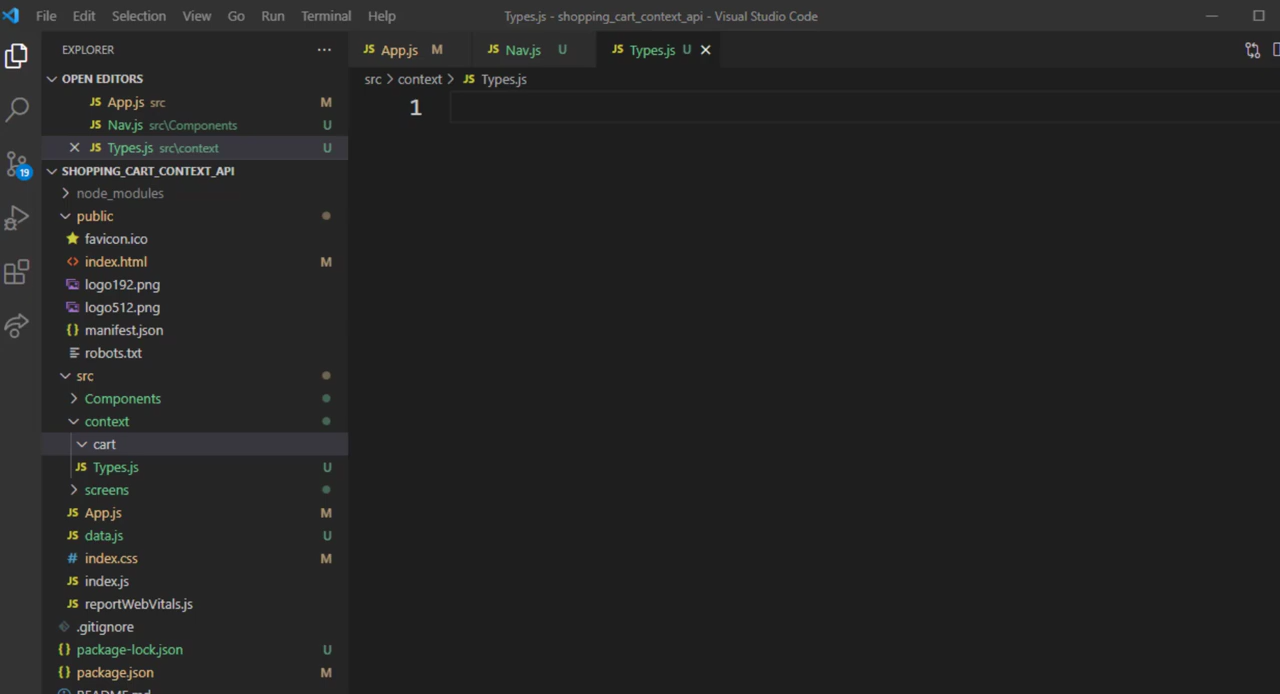 File Edit Selection View Go Run Terminal Help Types.js - shopping_cart_context_api - Visual Studio Code
EXPLORER
OPEN EDITORS
JS App.js src M
JS Nav.js src\Components U
JS Types.js src\context U
SHOPPING_CART_CONTEXT_API
node_modules
public
favicon.ico
<> index.html M
logo192.png
logo512.png
{} manifest.json
robots.txt
src
Components
context
cart
JS Types.js U
screens
JS App.js M
JS data.js U
# index.css M
JS index.js
JS reportWebVitals.js
.gitignore
{} package-lock.json U
{} package.json M
README.md
19
JS App.js M JS Nav.js U JS Types.js U
src > context > JS Types.js
1